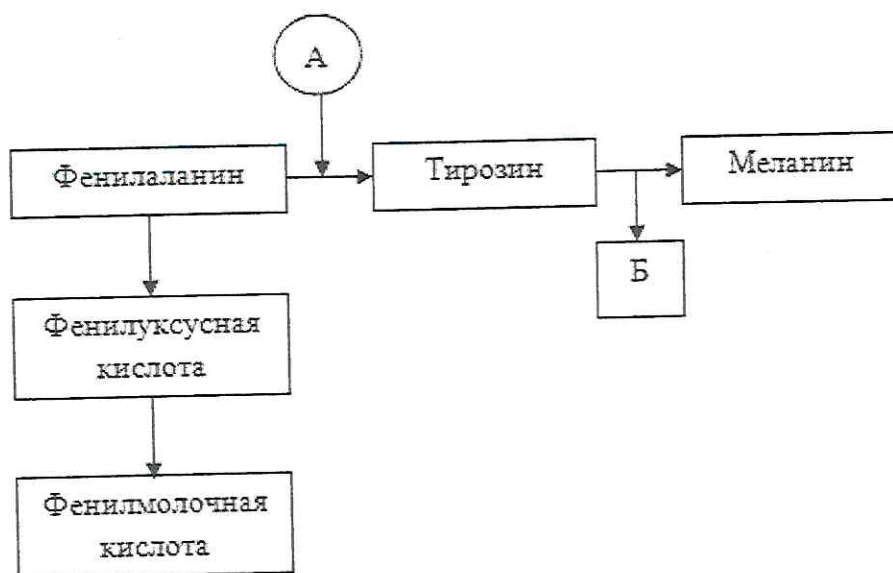 А
Фенилаланин
Тирозин
Меланин
Б
Фенилуксусная
кислота
Фенилмолочная
кислота